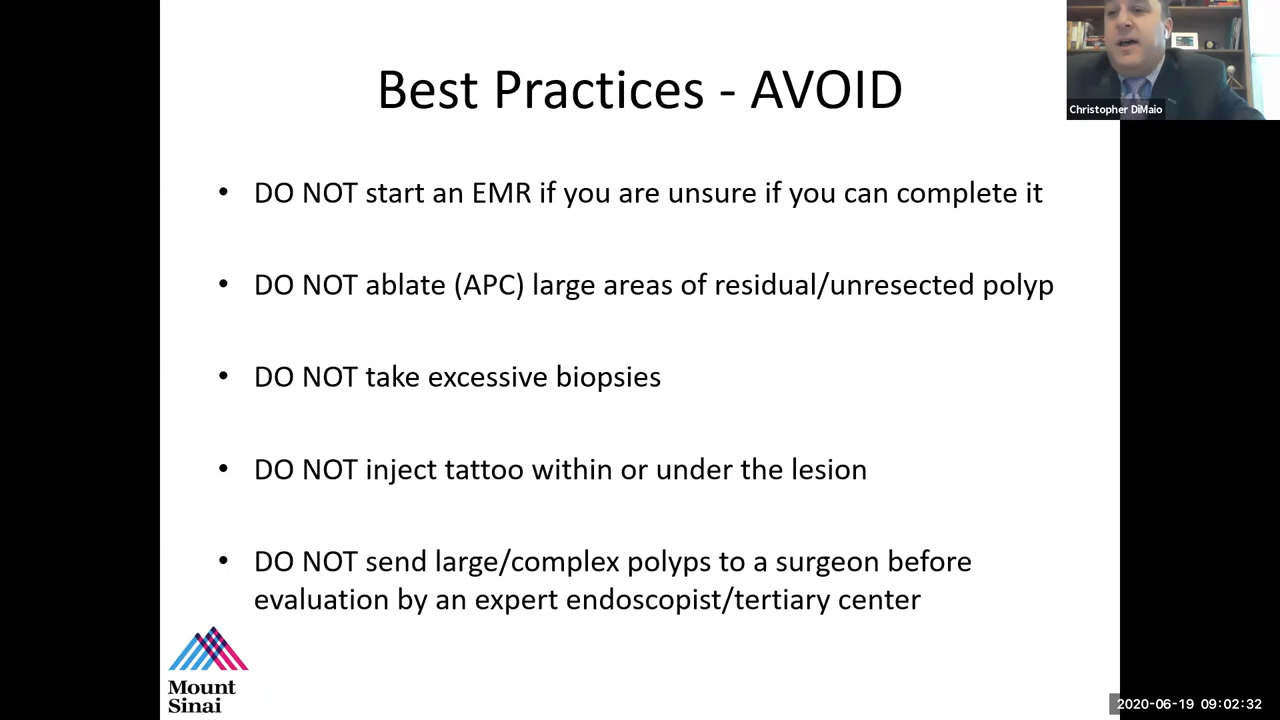 Best Practices - AVOID
Christopher DiMaio
• DO NOT start an EMR if you are unsure if you can complete it
• DO NOT ablate (APC) large areas of residual/unresected polyp
• DO NOT take excessive biopsies
• DO NOT inject tattoo within or under the lesion
• DO NOT send large/complex polyps to a surgeon before
evaluation by an expert endoscopist/tertiary center
Mount
Sinai
2020-06-19 09:02:32